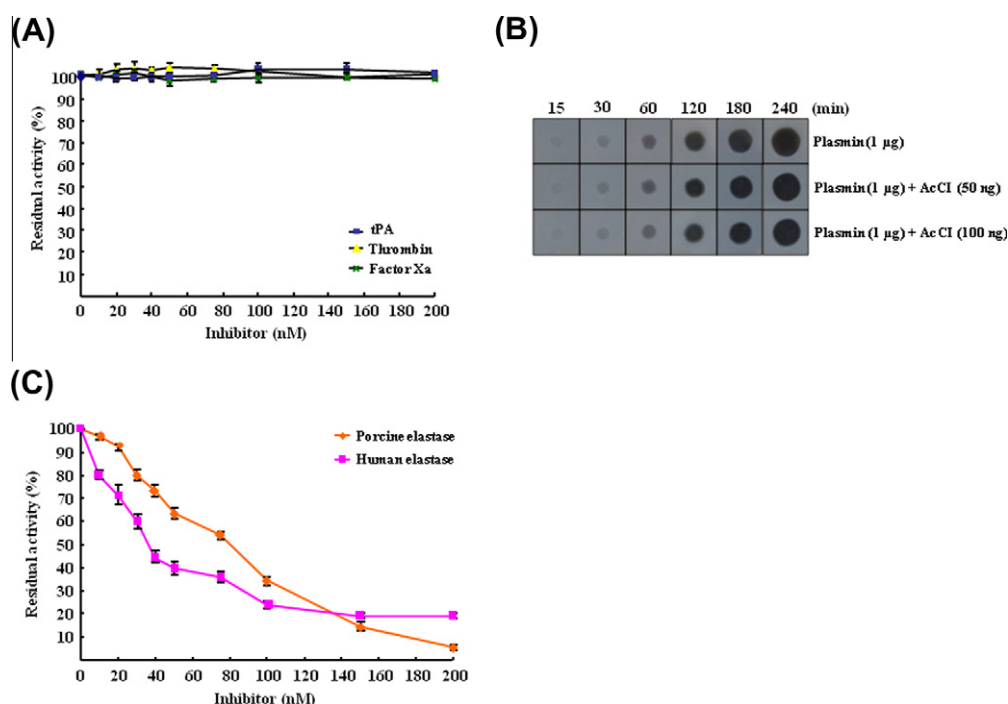 (A)
Residual activity (%)
100
90
80
70
60
50
40
30
20
10
tPA
Thrombin
Factor Xa
0 20 40 60 80 100 120 140 160 180 200
Inhibitor (nM)
(B)
15 30 60 120 180 240 (min)
Plasmin (1 µg)
Plasmin (1 µg) + AcCI (50 ng)
Plasmin (1 µg) + AcCI (100 ng)
(C)
Residual activity (%)
100
90
80
70
60
50
40
30
20
10
Porcine elastase
Human elastase
0 20 40 60 80 100 120 140 160 180 200
Inhibitor (nM)